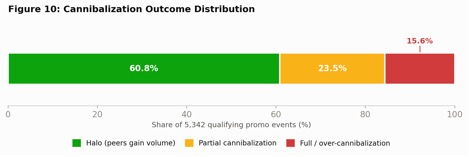 Figure 10: Cannibalization Outcome Distribution
15.6%
60.8%
23.5%
0 20 40 60 80 100
Share of 5,342 qualifying promo events (%)
Halo (peers gain volume) Partial cannibalization Full / over-cannibalization